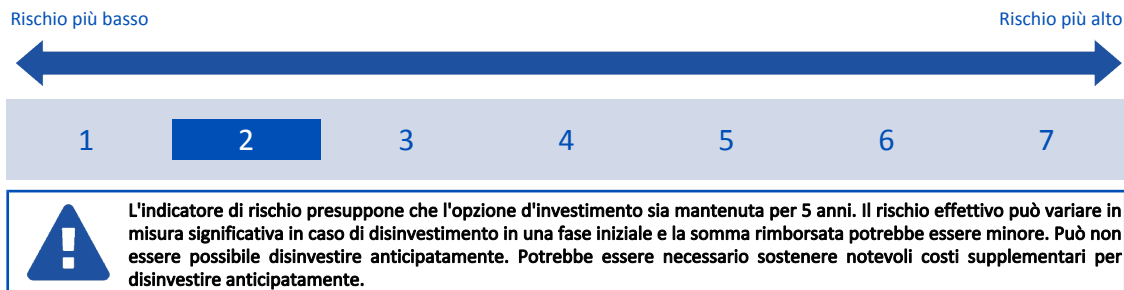 Rischio più basso Rischio più alto
1 2 3 4 5 6 7
L'indicatore di rischio presuppone che l'opzione d'investimento sia mantenuta per 5 anni. Il rischio effettivo può variare in
misura significativa in caso di disinvestimento in una fase iniziale e la somma rimborsata potrebbe essere minore. Può non
essere possibile disinvestire anticipatamente. Potrebbe essere necessario sostenere notevoli costi supplementari per
disinvestire anticipatamente.